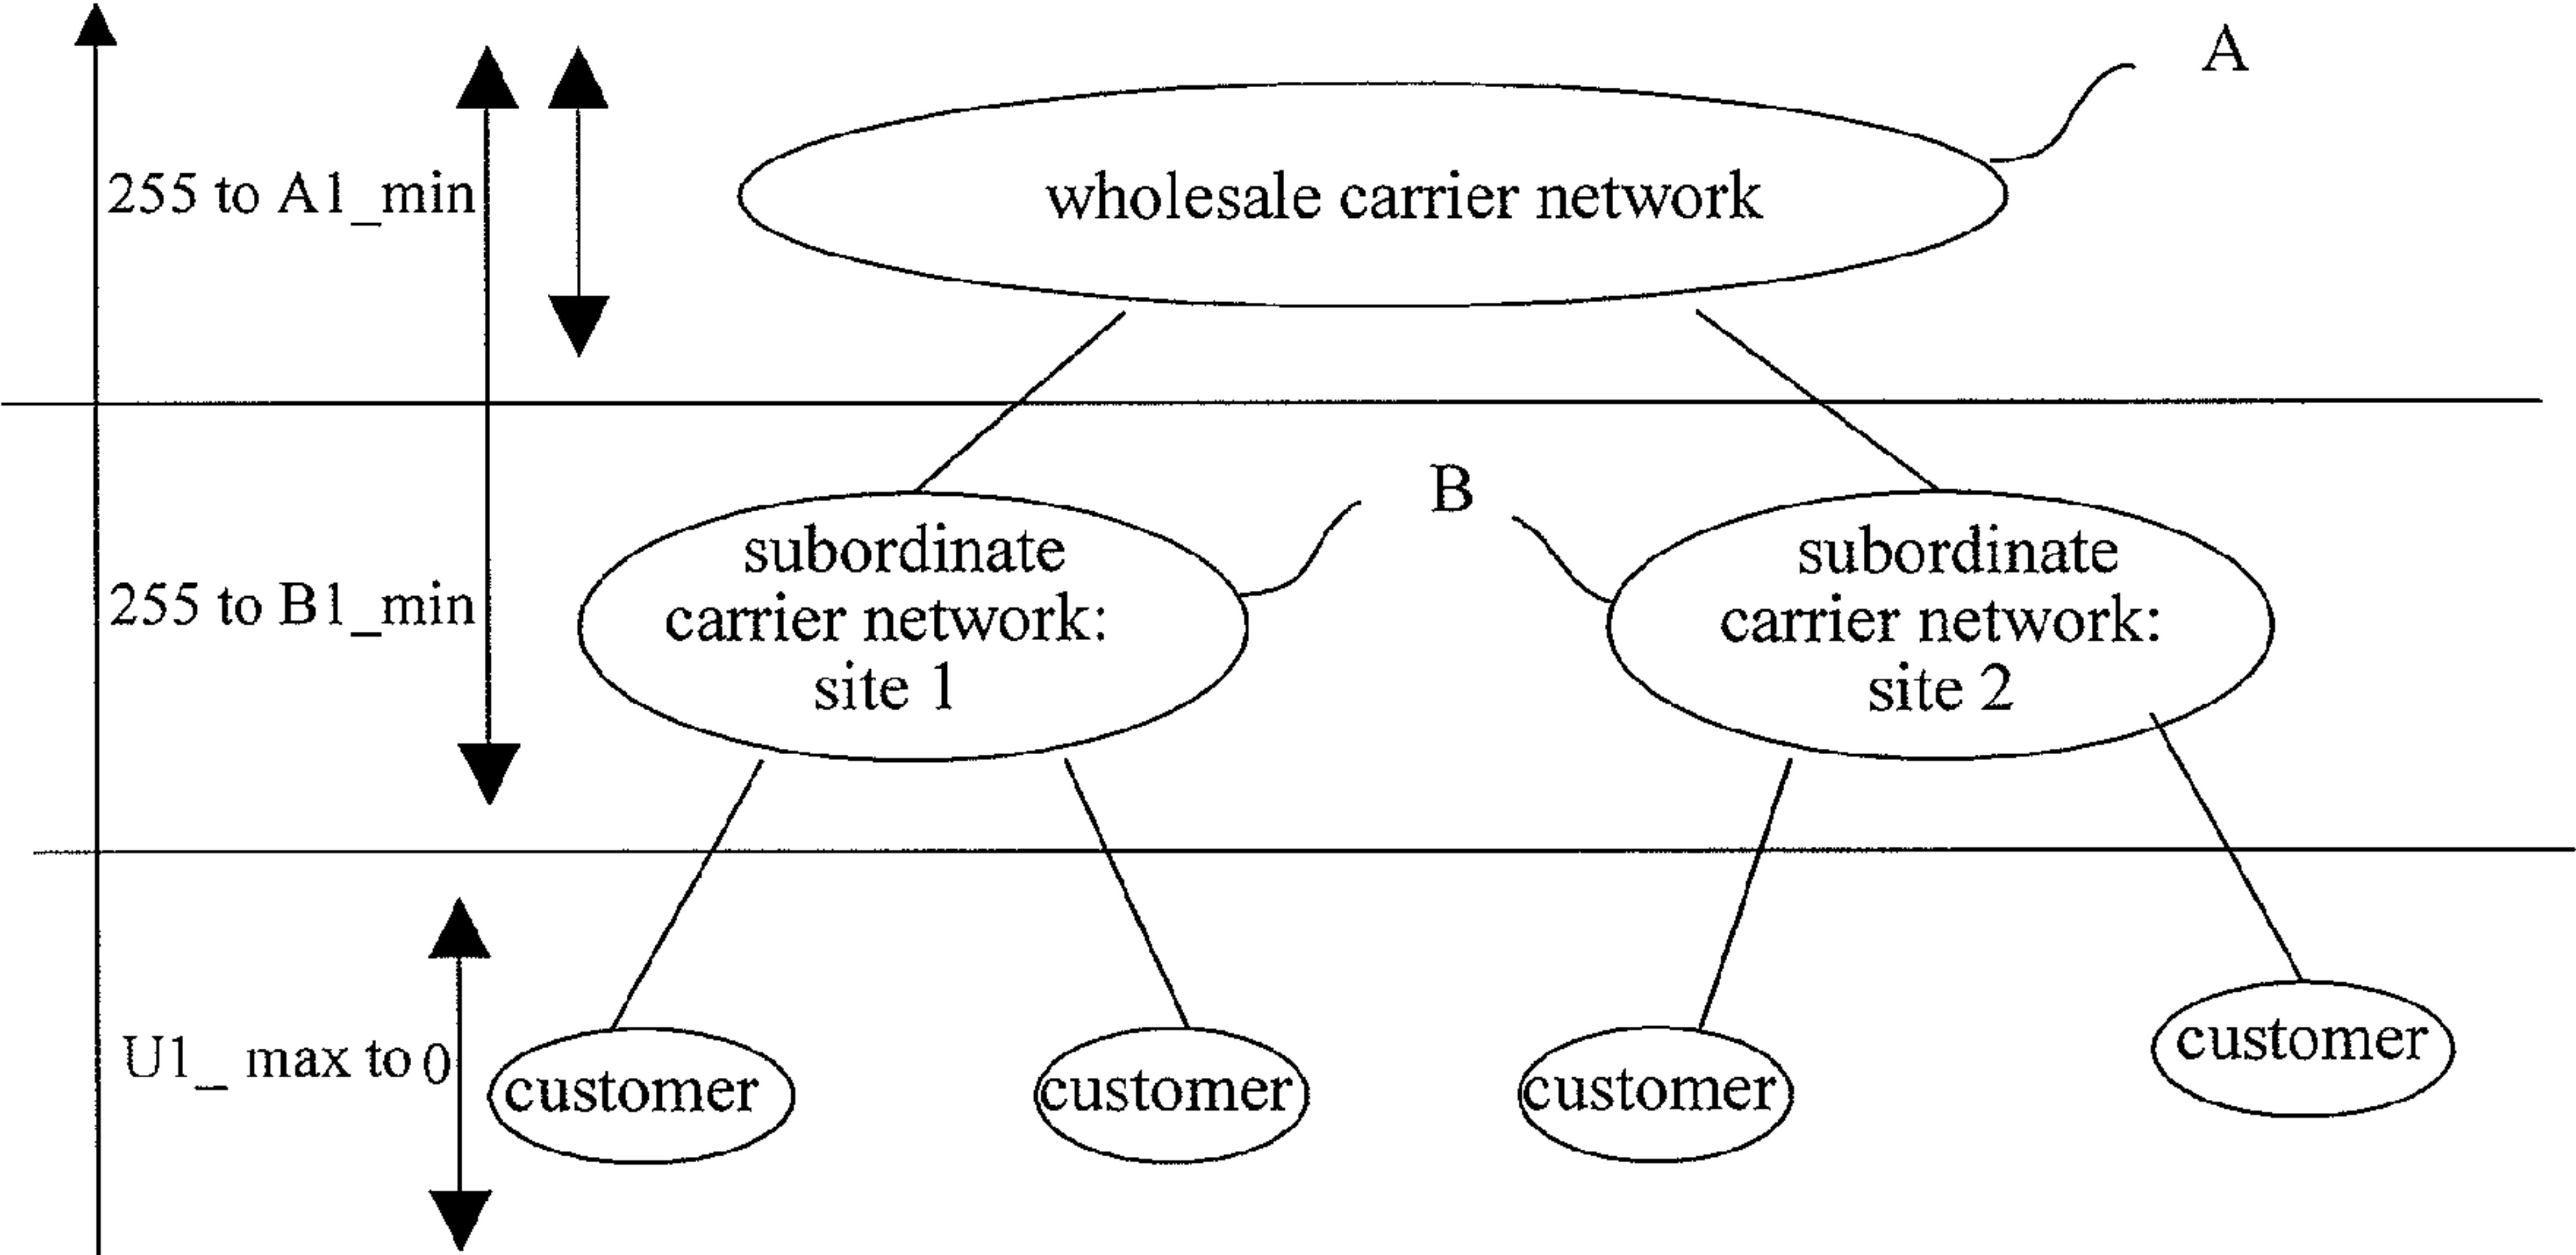 A
255 to A1_min
wholesale carrier network
B
subordinate
carrier network:
site 1
subordinate
carrier network:
site 2
255 to B1_min
U1_ max to 0
customer
customer
customer
customer